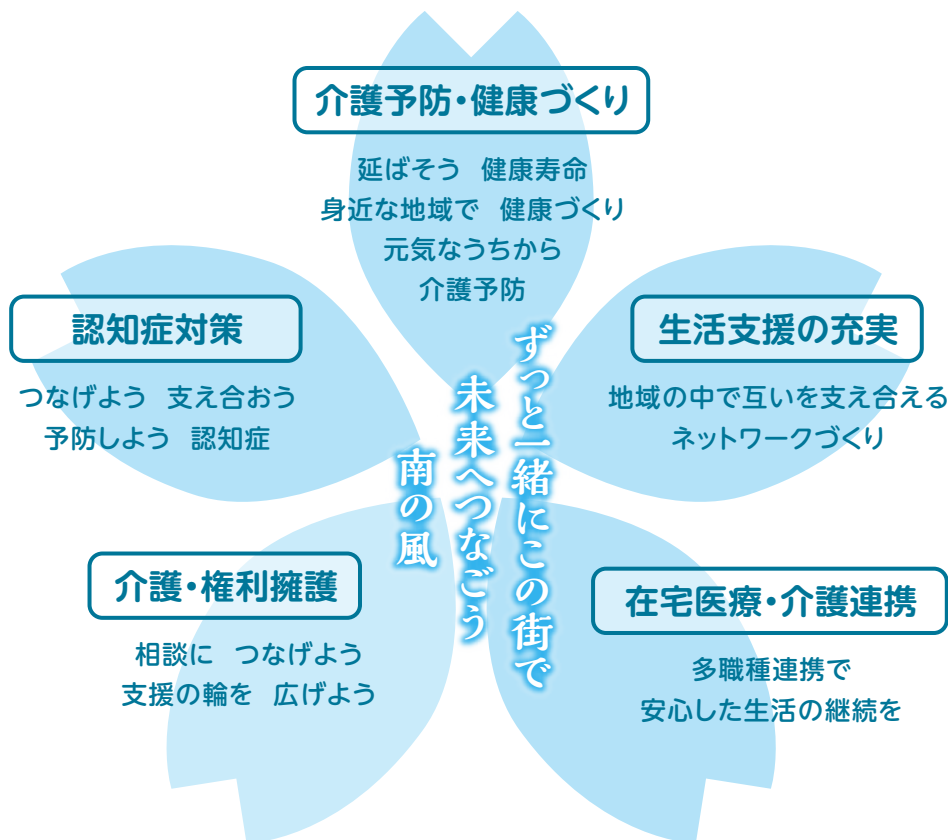 介護予防・健康づくり
延ばそう 健康寿命
身近な地域で 健康づくり
元気なうちから
介護予防
認知症対策
つなげよう 支え合おう
予防しよう 認知症
生活支援の充実
地域の中で互いを支え合える
ネットワークづくり
ずっと一緒にこの街で
未来へつなごう
南の風
介護・権利擁護
相談に つなげよう
支援の輪を 広げよう
在宅医療・介護連携
多職種連携で
安心した生活の継続を